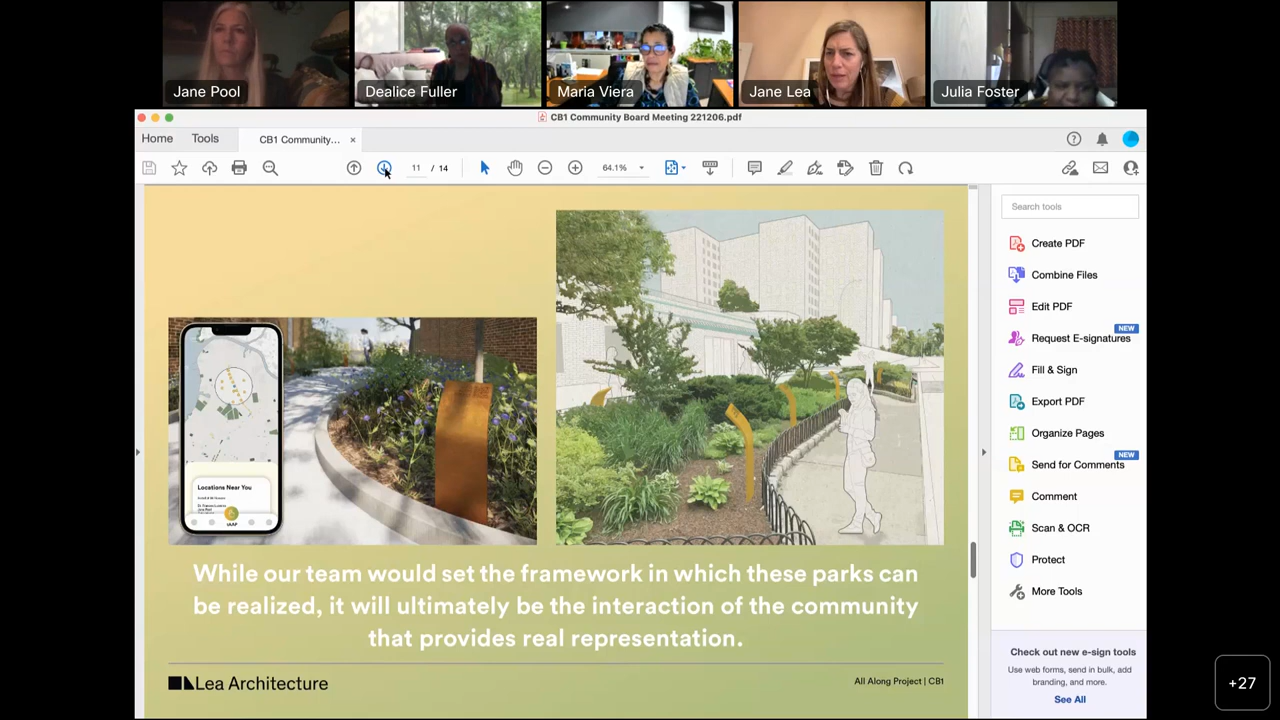 Jane Pool
Dealice Fuller
Maria Viera
Jane Lea
Julia Foster
CB1 Community Board Meeting 221206.pdf
Home
Tools
CB1 Community...
11 / 14
64.1%
Search tools
Create PDF
Combine Files
Edit PDF
NEW
Request E-signatures
Fill & Sign
Export PDF
Organize Pages
NEW
Send for Comments
Comment
Scan & OCR
Protect
More Tools
Check out new e-sign tools
Use web forms, send in bulk, add
branding, and more.
See All
Locations Near You
While our team would set the framework in which these parks can
be realized, it will ultimately be the interaction of the community
that provides real representation.
Lea Architecture
All Along Project | CB1
+27